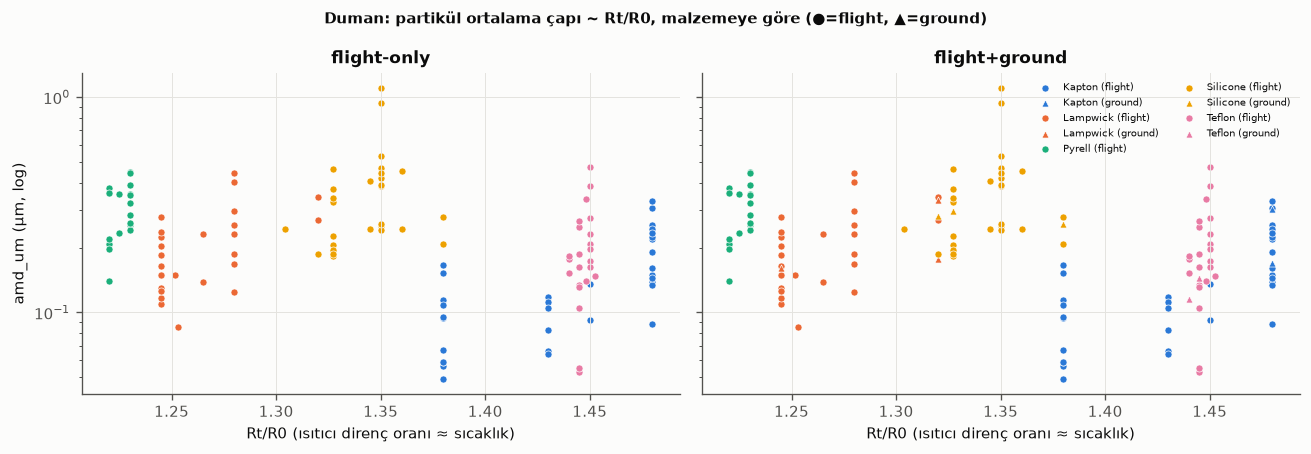 Duman: partikül ortalama çapı ~ Rt/R0, malzemeye göre (●=flight, ▲=ground)
flight-only
amd_um (μm, log)
10⁰
10⁻¹
1.25 1.30 1.35 1.40 1.45
Rt/R0 (ısıtıcı direnç oranı ≈ sıcaklık)
flight+ground
Kapton (flight)
Kapton (ground)
Lampwick (flight)
Lampwick (ground)
Pyrell (flight)
Silicone (flight)
Silicone (ground)
Teflon (flight)
Teflon (ground)
1.25 1.30 1.35 1.40 1.45
Rt/R0 (ısıtıcı direnç oranı ≈ sıcaklık)